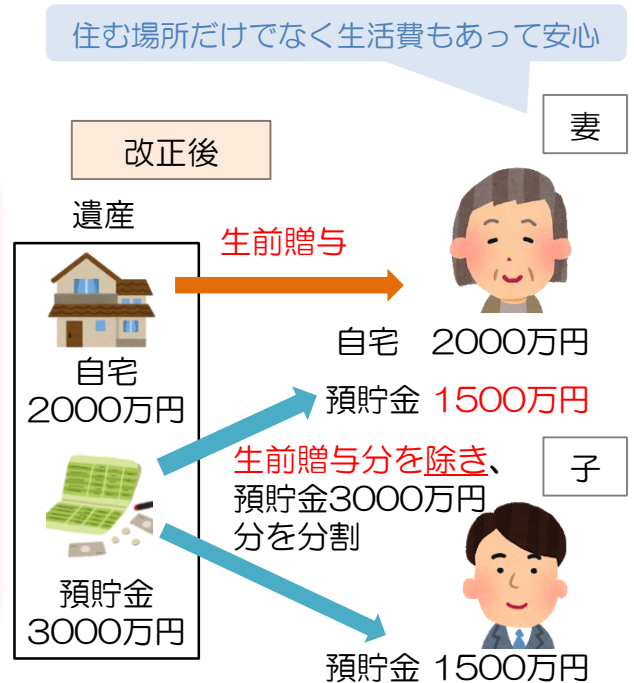 住む場所だけでなく生活費もあって安心
妻
改正後
遺産
生前贈与
自宅
2000万円
自宅　2000万円
預貯金 1500万円
生前贈与分を除き、
預貯金3000万円
分を分割
子
預貯金
3000万円
預貯金 1500万円